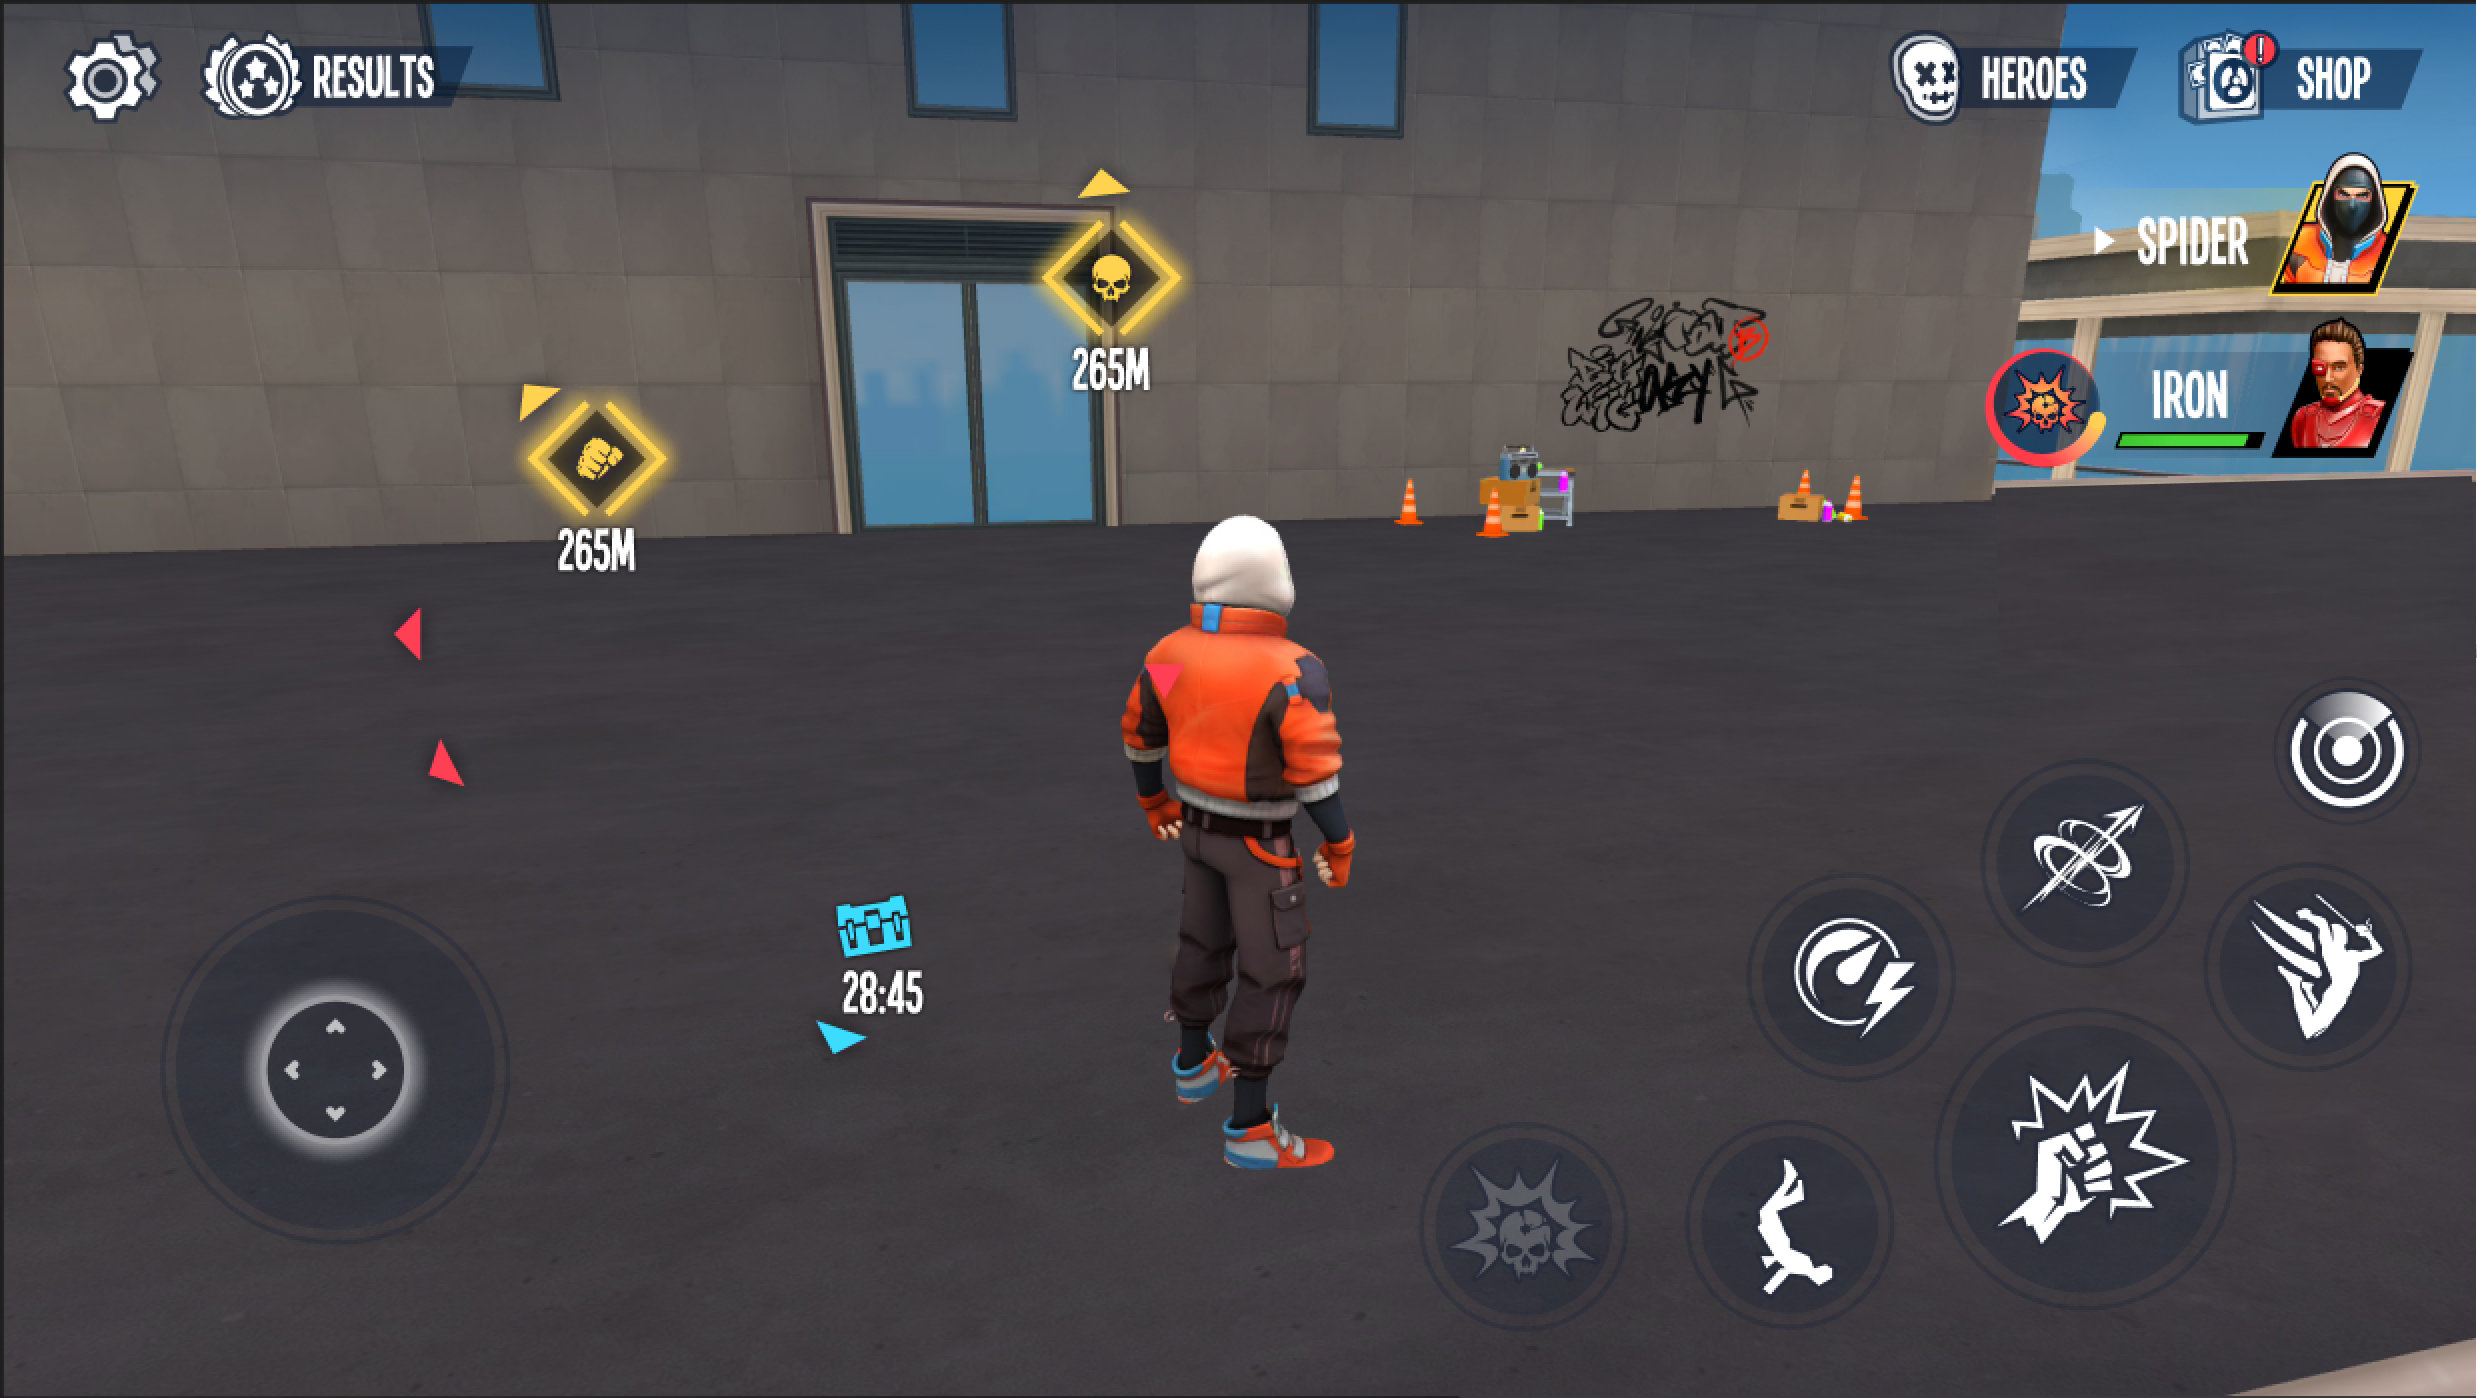 RESULTS
HEROES
SHOP
SPIDER
IRON
265M
265M
28:45